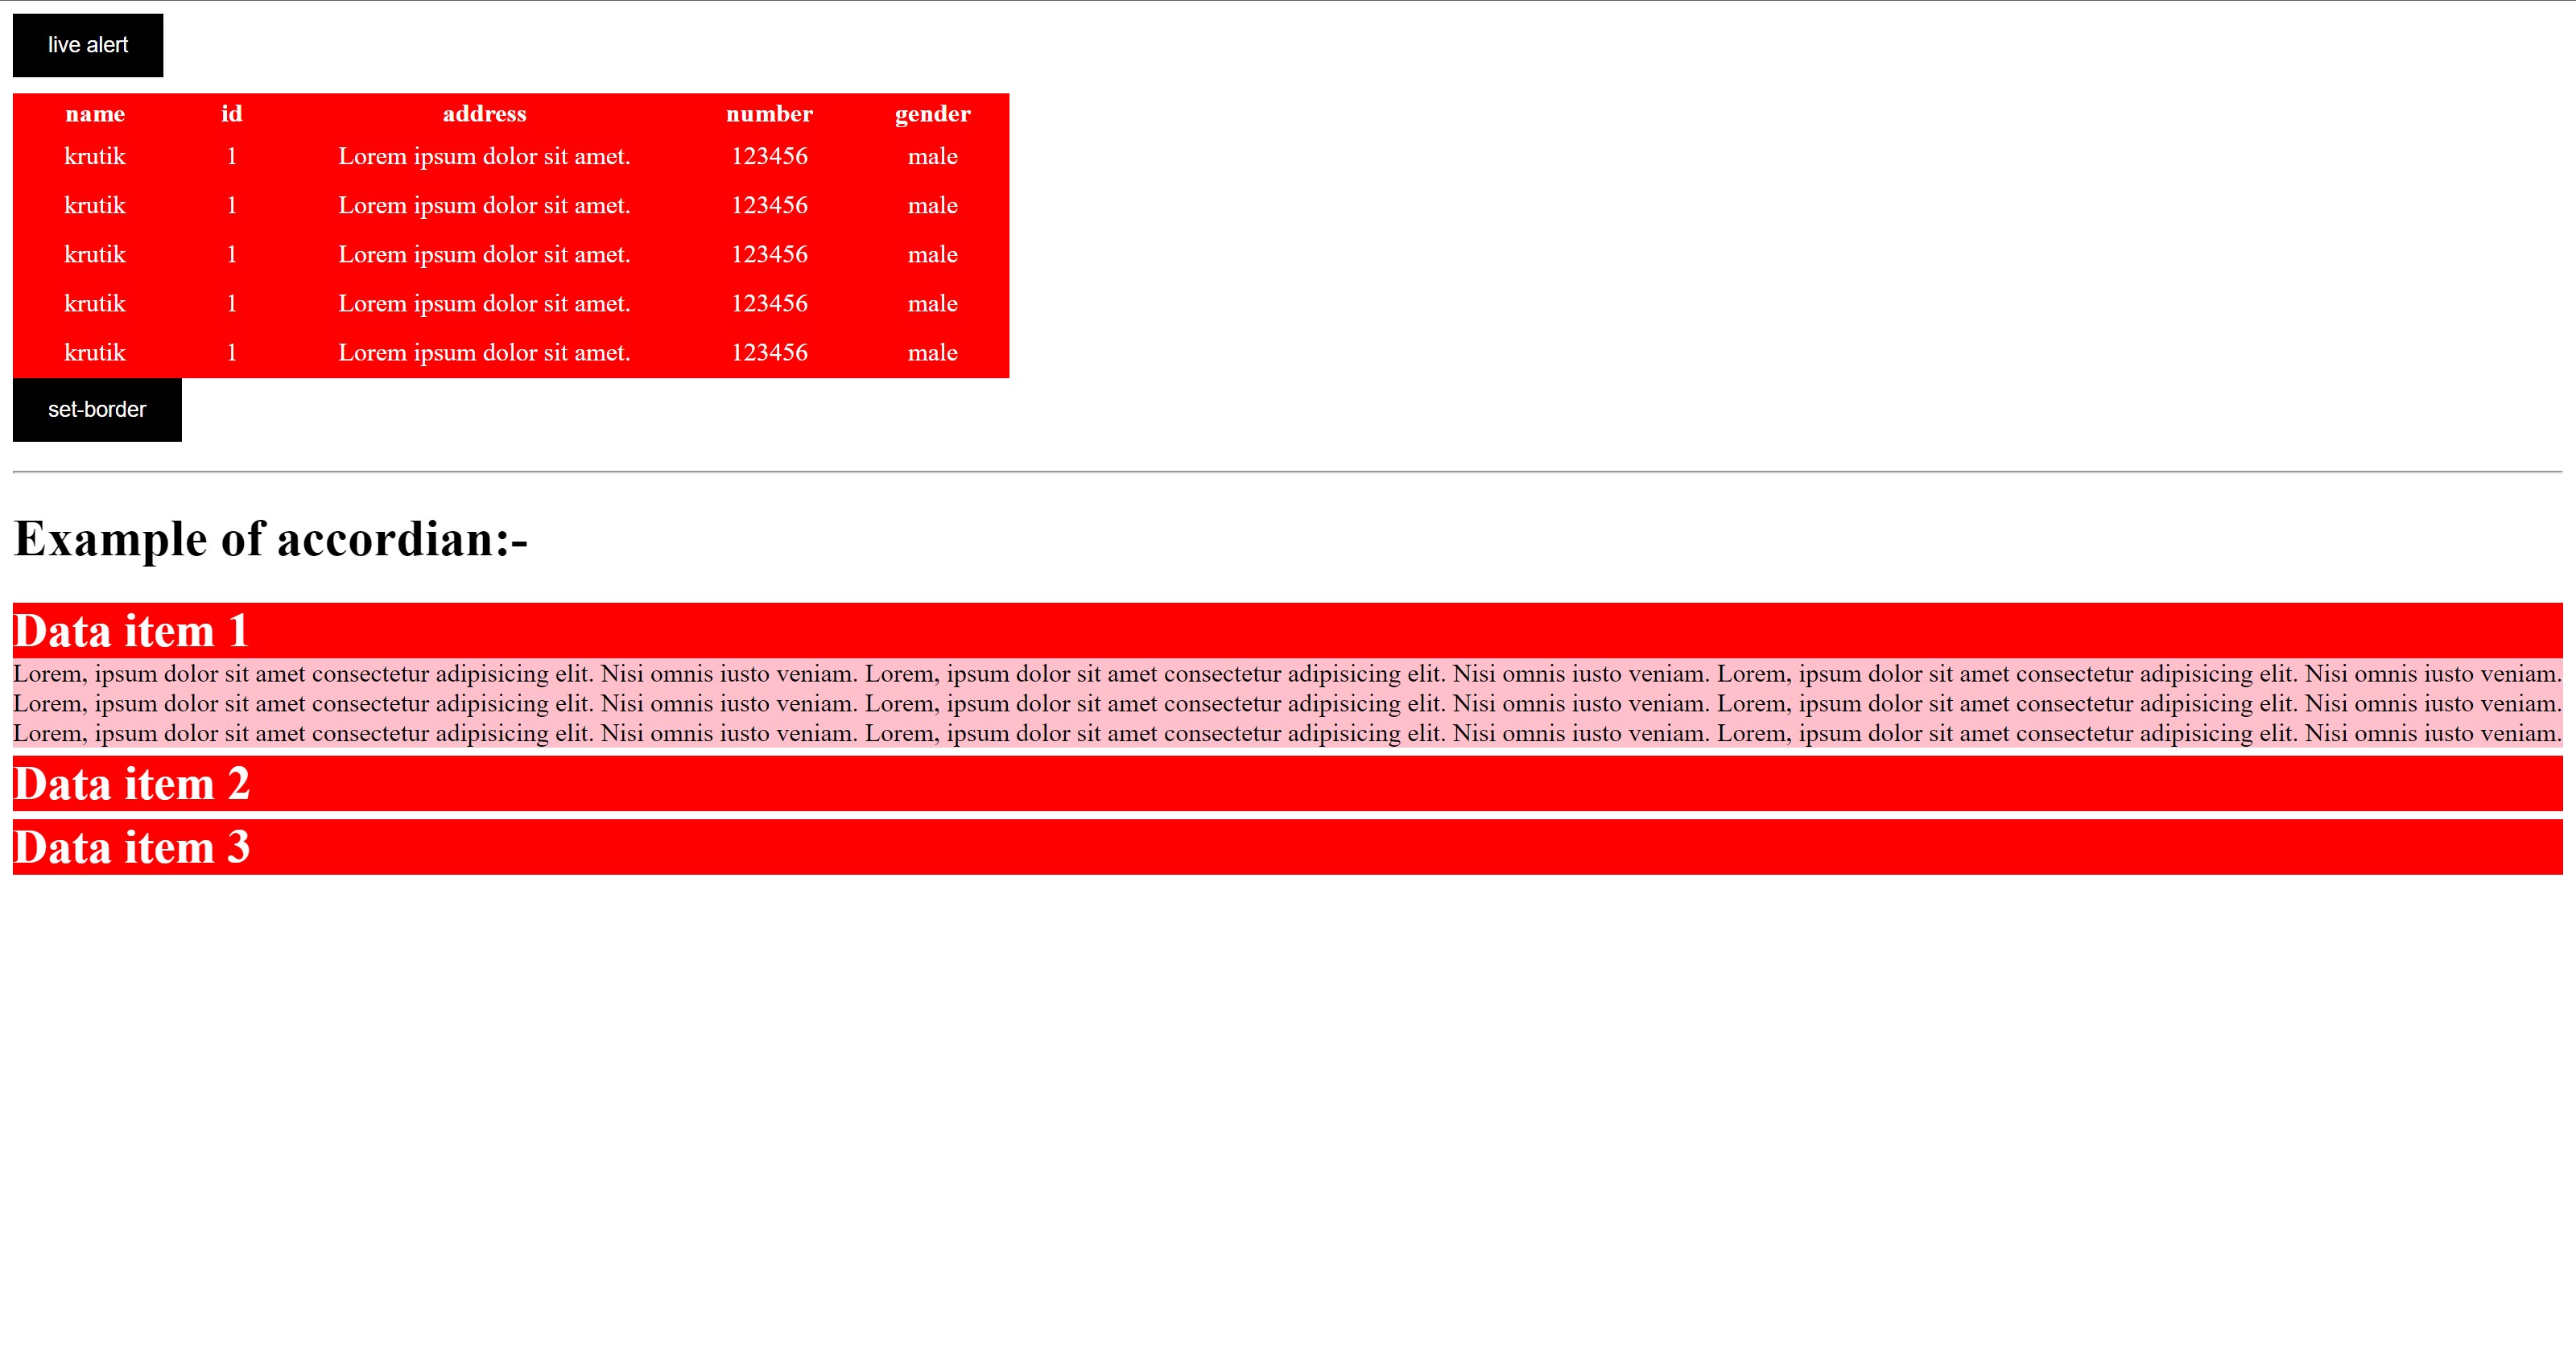 live alert
name id address number gender
krutik 1 Lorem ipsum dolor sit amet. 123456 male
krutik 1 Lorem ipsum dolor sit amet. 123456 male
krutik 1 Lorem ipsum dolor sit amet. 123456 male
krutik 1 Lorem ipsum dolor sit amet. 123456 male
krutik 1 Lorem ipsum dolor sit amet. 123456 male
set-border
Example of accordian:-
Data item 1
Lorem, ipsum dolor sit amet consectetur adipisicing elit. Nisi omnis iusto veniam. Lorem, ipsum dolor sit amet consectetur adipisicing elit. Nisi omnis iusto veniam. Lorem, ipsum dolor sit amet consectetur adipisicing elit. Nisi omnis iusto veniam.
Lorem, ipsum dolor sit amet consectetur adipisicing elit. Nisi omnis iusto veniam. Lorem, ipsum dolor sit amet consectetur adipisicing elit. Nisi omnis iusto veniam. Lorem, ipsum dolor sit amet consectetur adipisicing elit. Nisi omnis iusto veniam.
Lorem, ipsum dolor sit amet consectetur adipisicing elit. Nisi omnis iusto veniam. Lorem, ipsum dolor sit amet consectetur adipisicing elit. Nisi omnis iusto veniam. Lorem, ipsum dolor sit amet consectetur adipisicing elit. Nisi omnis iusto veniam.
Data item 2
Data item 3